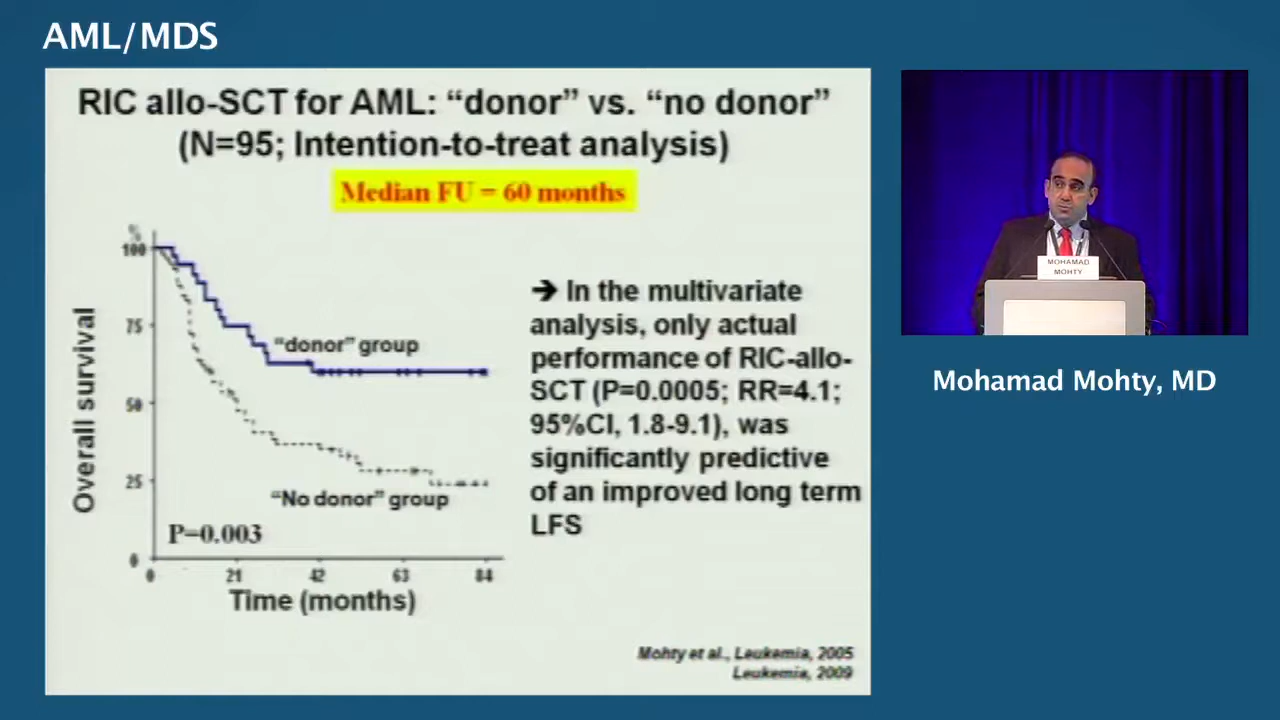 AML/MDS
RIC allo-SCT for AML: “donor” vs. “no donor”
(N=95; Intention-to-treat analysis)
Median FU = 60 months
%
100
75
50
25
0
Overall survival
“donor” group
“No donor” group
P=0.003
0 21 42 63 84
Time (months)
➔ In the multivariate
analysis, only actual
performance of RIC-allo-
SCT (P=0.0005; RR=4.1;
95%CI, 1.8-9.1), was
significantly predictive
of an improved long term
LFS
Mohty et al., Leukemia, 2005
Leukemia, 2009
MOHAMAD
MOHTY
Mohamad Mohty, MD